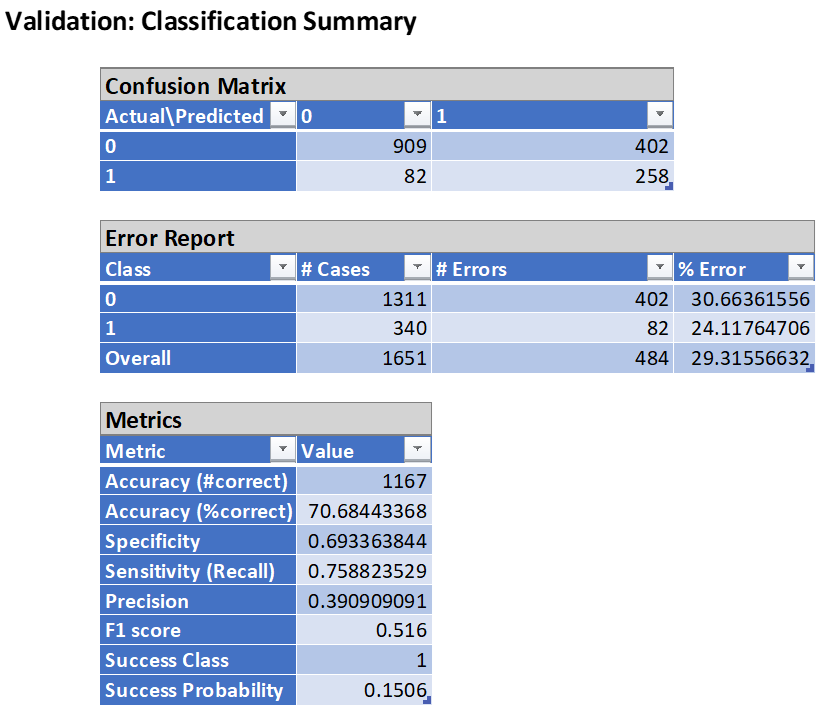 Validation: Classification Summary
Confusion Matrix
Actual\Predicted 0 1
0 909 402
1 82 258
Error Report
Class # Cases # Errors % Error
0 1311 402 30.66361556
1 340 82 24.11764706
Overall 1651 484 29.31556632
Metrics
Metric Value
Accuracy (#correct) 1167
Accuracy (%correct) 70.68443368
Specificity 0.693363844
Sensitivity (Recall) 0.758823529
Precision 0.390909091
F1 score 0.516
Success Class 1
Success Probability 0.1506